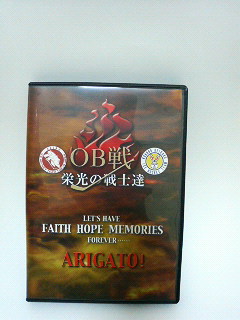 OB戦
栄光の戦士達
LET'S HAVE
FAITH HOPE MEMORIES
FOREVER……
ARIGATO!